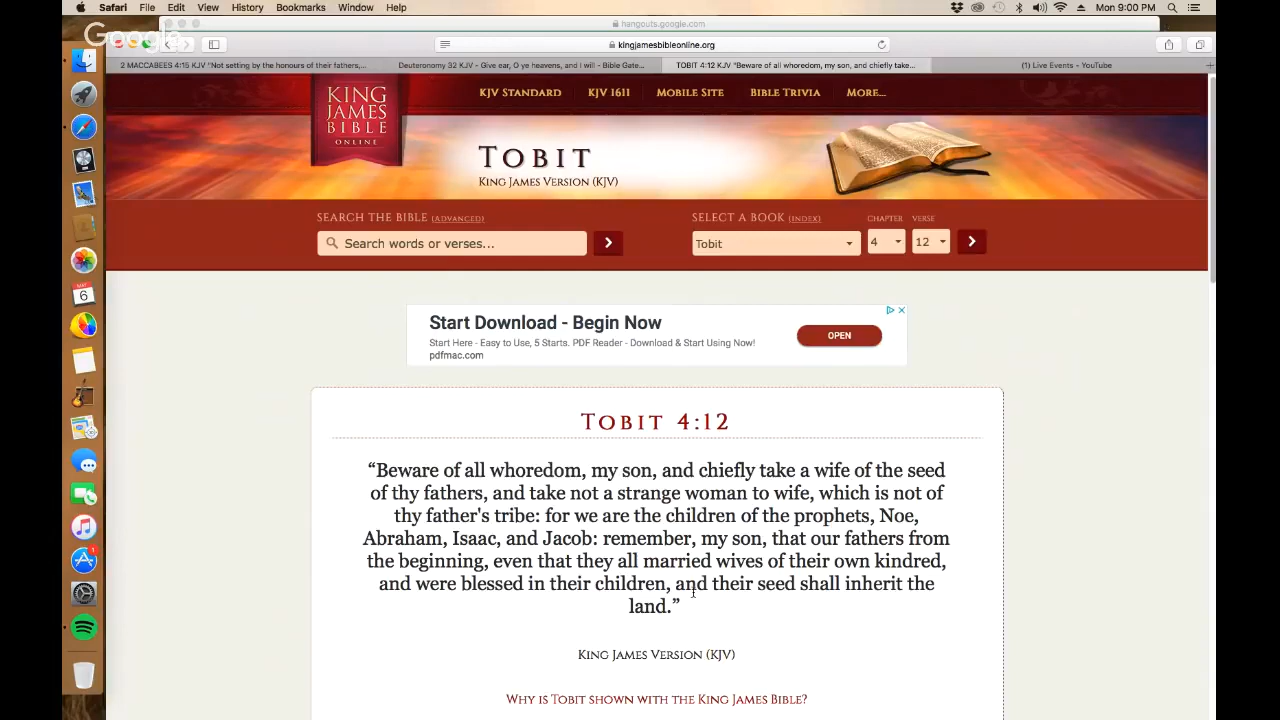 Safari File Edit View History Bookmarks Window Help Mon 9:00 PM
Google
hangouts.google.com
kingjamesbibleonline.org
2 MACCABEES 4:15 KJV "Not setting by the honours of their fathers,...
Deuteronomy 32 KJV - Give ear, O ye heavens, and I will - Bible Gate...
TOBIT 4:12 KJV "Beware of all whoredom, my son, and chiefly take...
(1) Live Events - YouTube
KING
JAMES
BIBLE
ONLINE
KJV STANDARD KJV 1611 MOBILE SITE BIBLE TRIVIA MORE...
TOBIT
KING JAMES VERSION (KJV)
SEARCH THE BIBLE (ADVANCED)
Search words or verses...
SELECT A BOOK (INDEX) CHAPTER VERSE
Tobit 4 12
Start Download - Begin Now
Start Here - Easy to Use, 5 Starts. PDF Reader - Download & Start Using Now!
pdfmac.com
OPEN
TOBIT 4:12
“Beware of all whoredom, my son, and chiefly take a wife of the seed
of thy fathers, and take not a strange woman to wife, which is not of
thy father's tribe: for we are the children of the prophets, Noe,
Abraham, Isaac, and Jacob: remember, my son, that our fathers from
the beginning, even that they all married wives of their own kindred,
and were blessed in their children, and their seed shall inherit the
land.”
KING JAMES VERSION (KJV)
WHY IS TOBIT SHOWN WITH THE KING JAMES BIBLE?
6
1